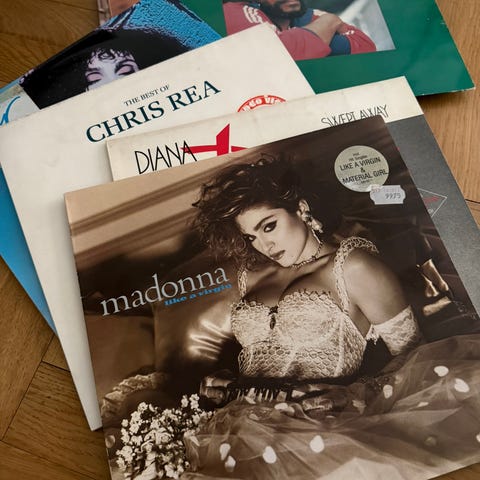 THE BEST OF
CHRIS REA
DIANA
SWEPT AWAY
madonna
like a virgin
LIKE A VIRGIN
&
MATERIAL GIRL